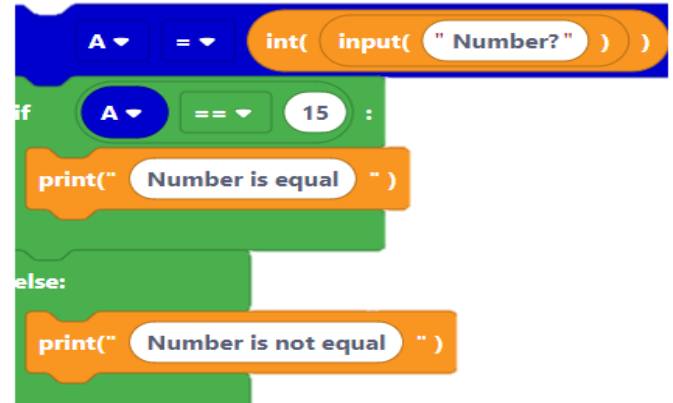 A = int( input( "Number?" ) )
if A == 15 :
print(" Number is equal " )
else:
print(" Number is not equal " )